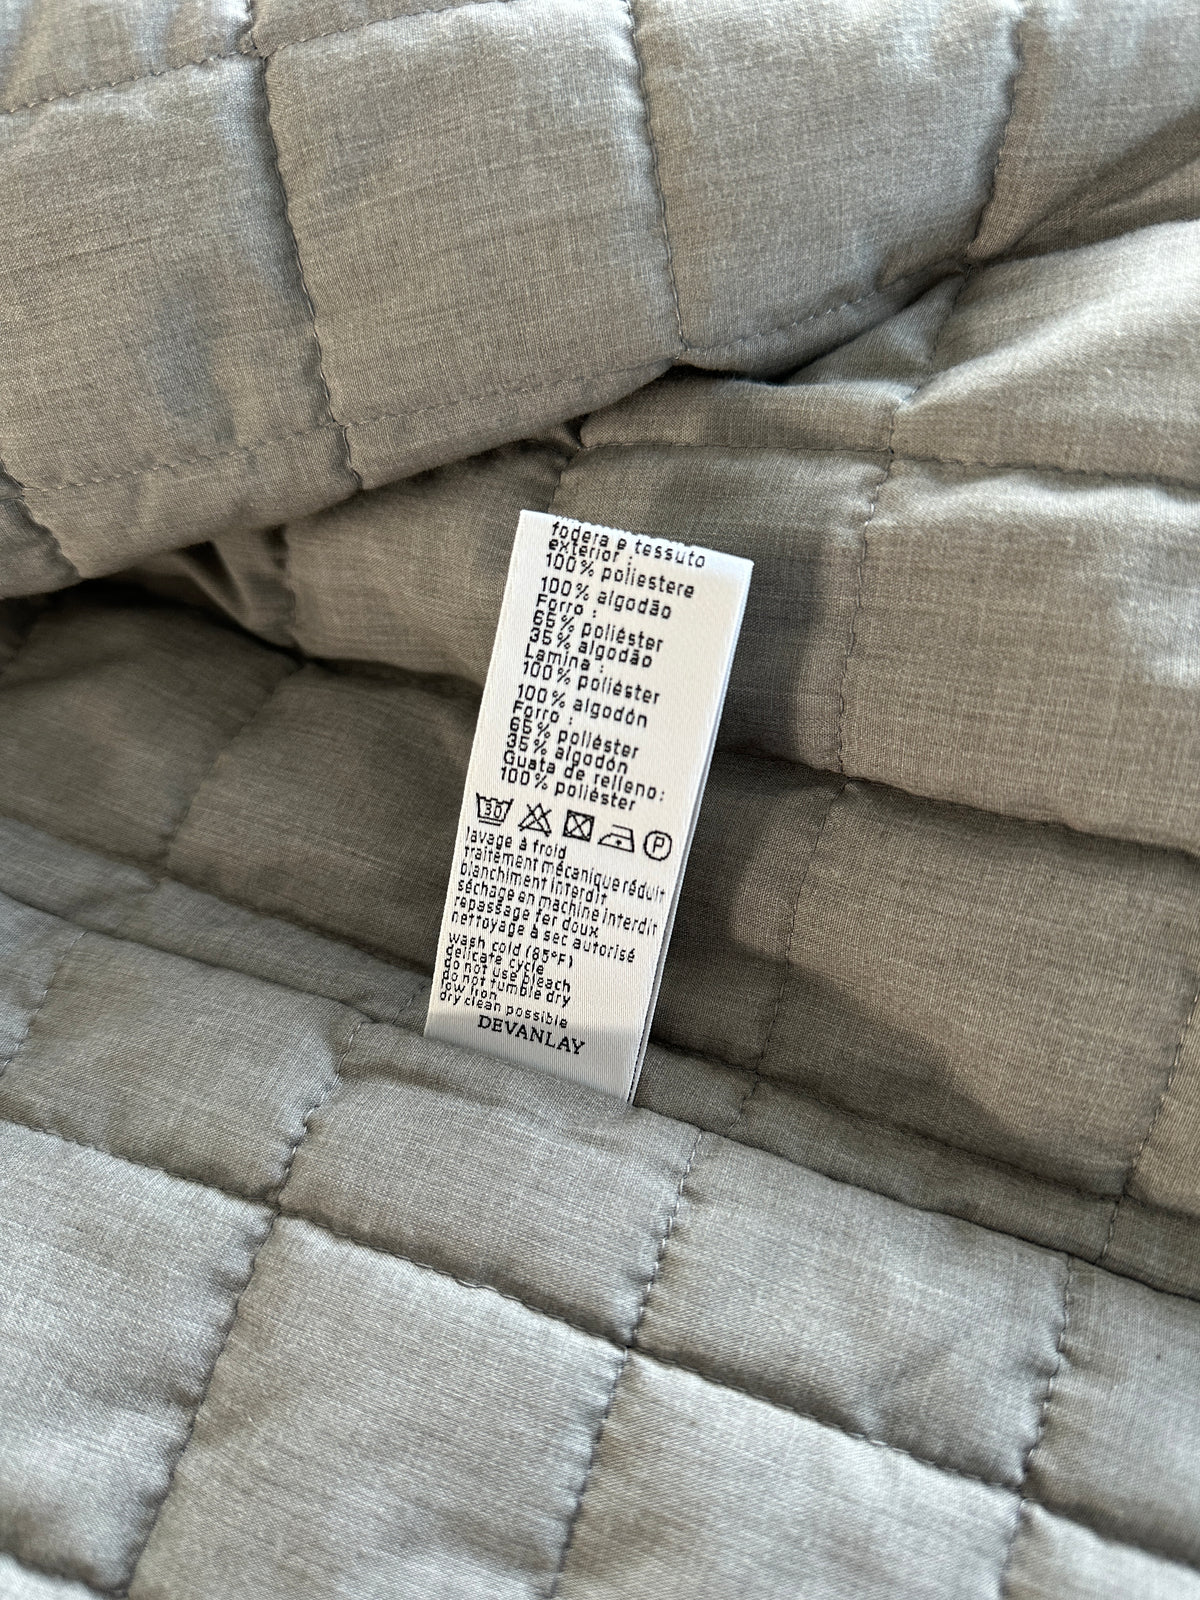 fodera e tessuto
exterior :
100% poliestere
100% algodão
Forro :
65% poliéster
35% algodão
Lamina :
100% poliéster
100% algodón
Forro :
65% poliéster
35% algodón
Guata de relleno:
100% poliéster
30 P
lavage à froid
traitement mécanique réduit
blanchiment interdit
séchage en machine interdit
repassage fer doux
nettoyage à sec autorisé
wash cold (85°F)
delicate cycle
do not use bleach
do not tumble dry
low iron
dry clean possible
DEVANLAY